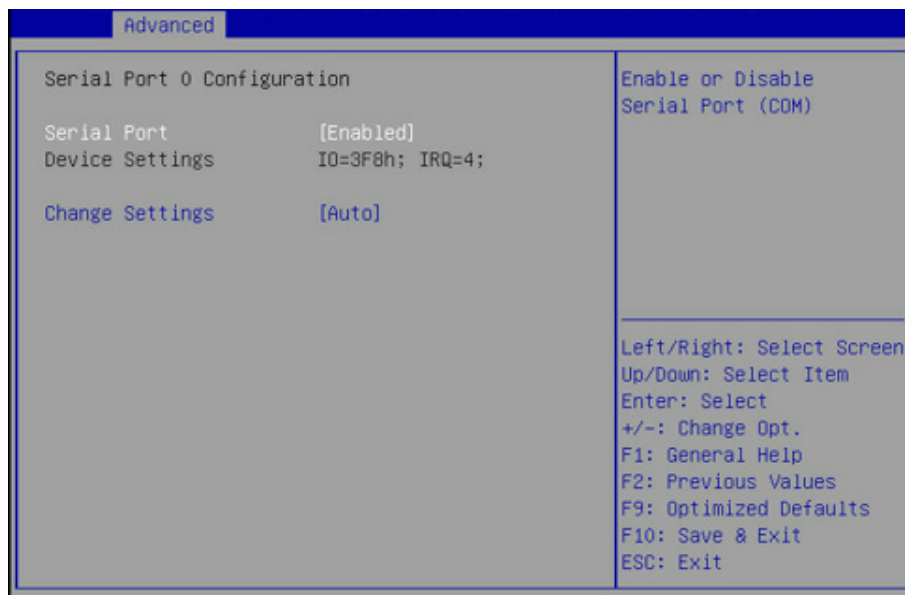 Advanced
Serial Port 0 Configuration
Serial Port [Enabled]
Device Settings IO=3F8h; IRQ=4;
Change Settings [Auto]
Enable or Disable
Serial Port (COM)
Left/Right: Select Screen
Up/Down: Select Item
Enter: Select
+/-: Change Opt.
F1: General Help
F2: Previous Values
F9: Optimized Defaults
F10: Save & Exit
ESC: Exit